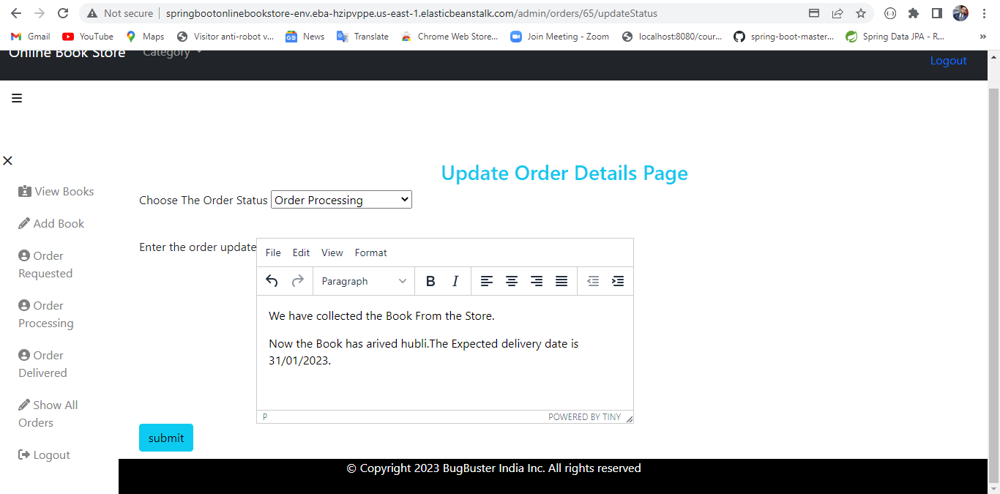 Not secure
springbootonlinebookstore-env.eba-hzipvppe.us-east-1.elasticbeanstalk.com/admin/orders/65/updateStatus
Gmail YouTube Maps Visitor anti-robot v... News Translate Chrome Web Store... Join Meeting - Zoom localhost:8080/cour... spring-boot-master... Spring Data JPA - R... »
Online Book Store Category
Logout
Update Order Details Page
Choose The Order Status Order Processing
View Books
Add Book
Order
Requested
Order
Processing
Order
Delivered
Show All
Orders
Logout
Enter the order update
File Edit View Format
Paragraph B I
We have collected the Book From the Store.
Now the Book has arived hubli.The Expected delivery date is
31/01/2023.
P POWERED BY TINY
submit
© Copyright 2023 BugBuster India Inc. All rights reserved